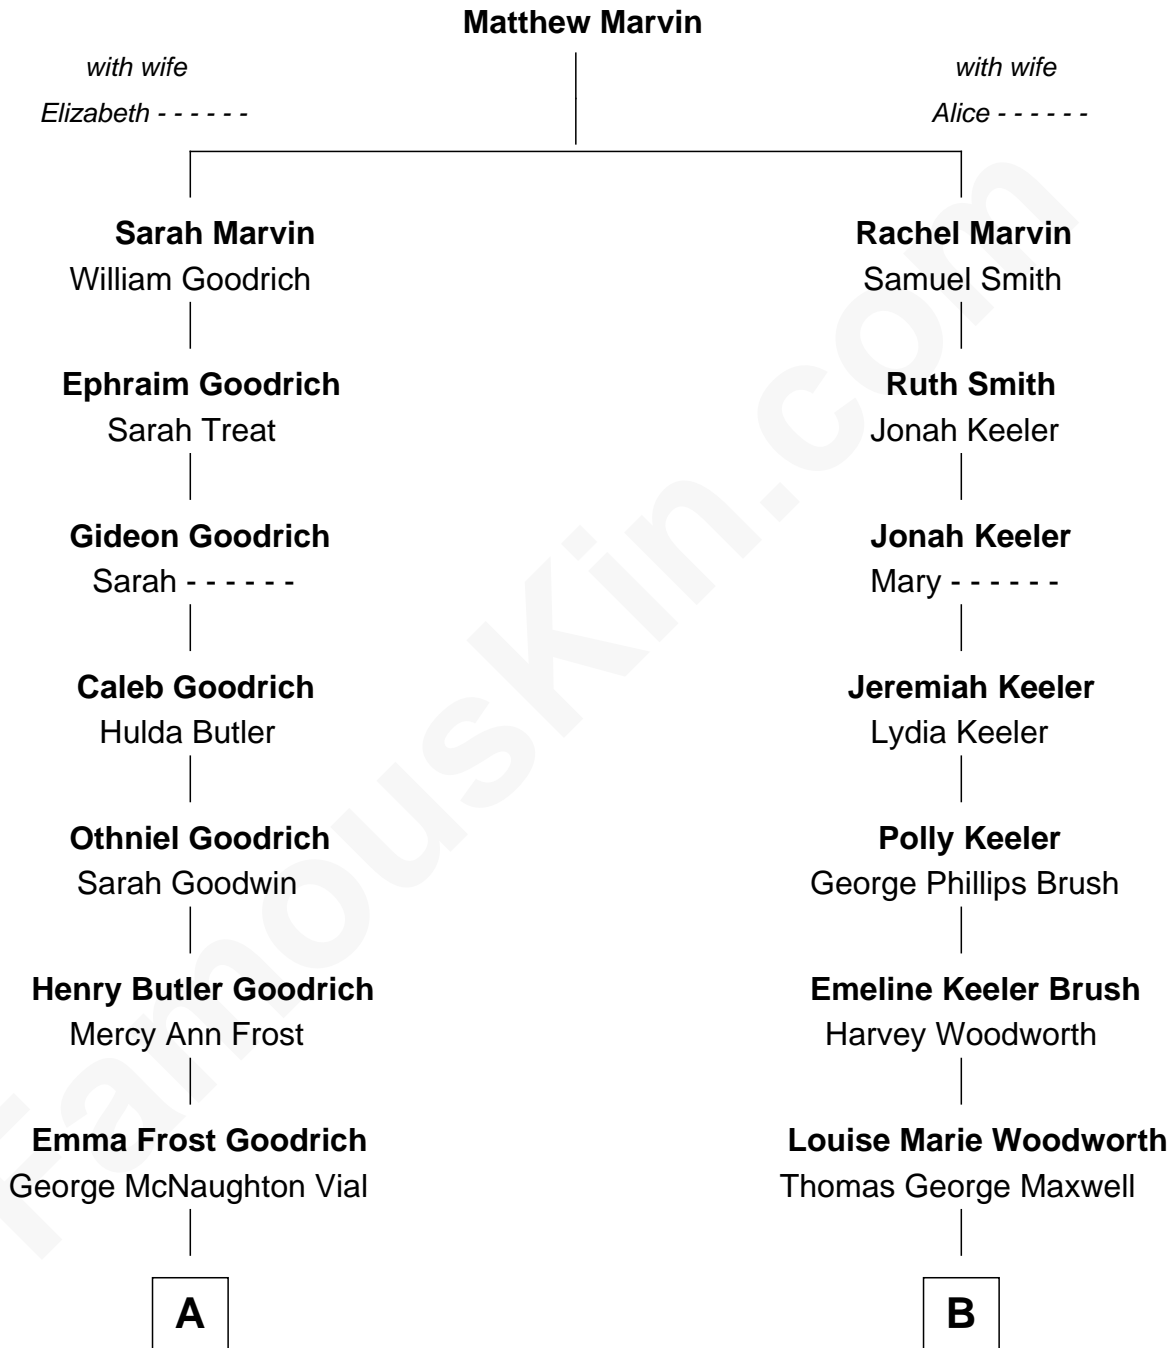 Matthew Marvin
with wife
Elizabeth - - - - - -
with wife
Alice - - - - - -
Sarah Marvin
William Goodrich
Rachel Marvin
Samuel Smith
Ephraim Goodrich
Sarah Treat
Ruth Smith
Jonah Keeler
Gideon Goodrich
Sarah - - - - - -
Jonah Keeler
Mary - - - - - -
Caleb Goodrich
Hulda Butler
Jeremiah Keeler
Lydia Keeler
Othniel Goodrich
Sarah Goodwin
Polly Keeler
George Phillips Brush
Henry Butler Goodrich
Mercy Ann Frost
Emeline Keeler Brush
Harvey Woodworth
Emma Frost Goodrich
George McNaughton Vial
Louise Marie Woodworth
Thomas George Maxwell
A
B
FamousKin.com